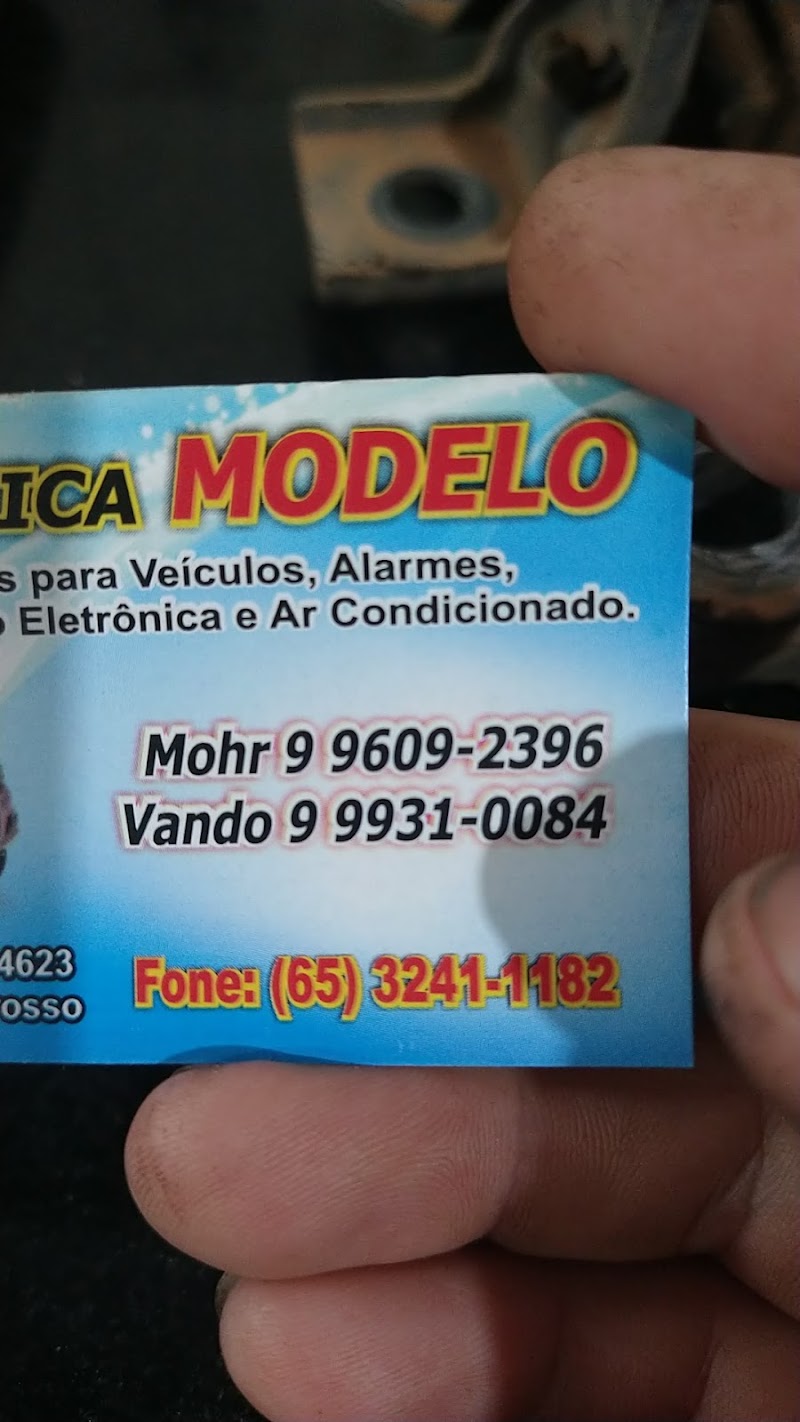 ICA MODELO
s para Veículos, Alarmes,
o Eletrônica e Ar Condicionado.
Mohr 9 9609-2396
Vando 9 9931-0084
4623
osso
Fone: (65) 3241-1182